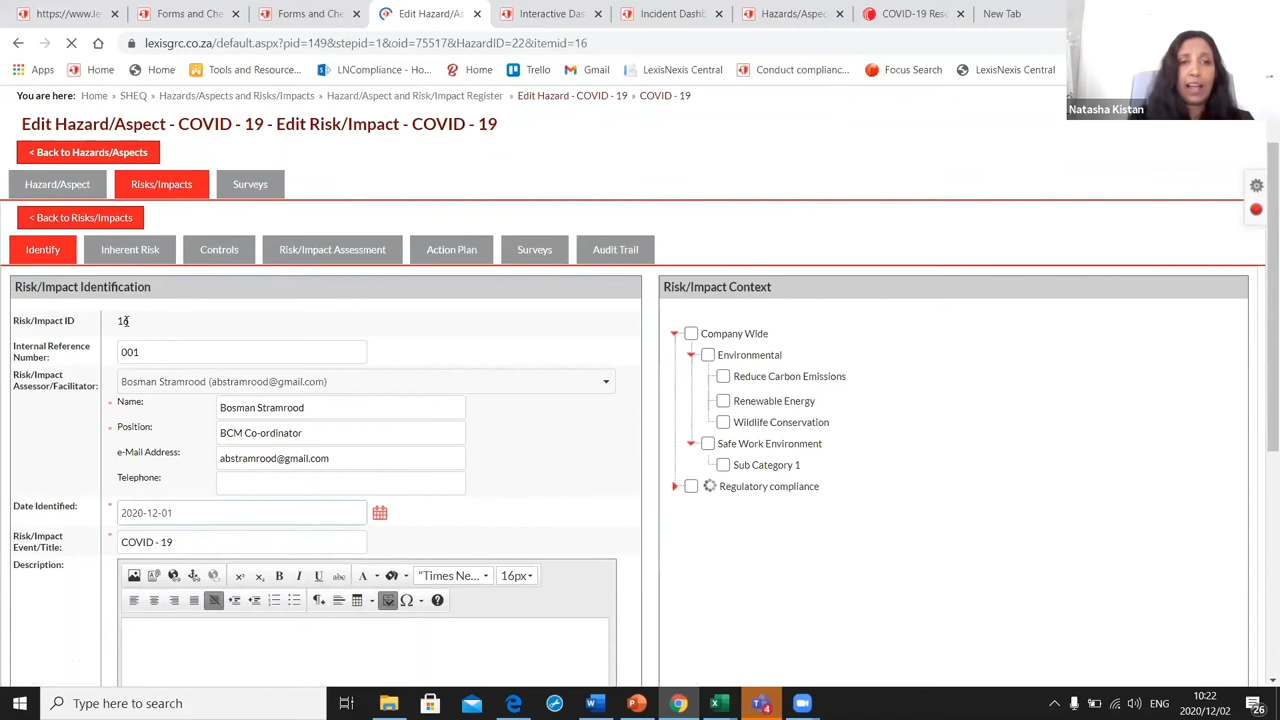 https://www.le
Forms and Che
Forms and Che
Edit Hazard/As
Interactive Das
Incident Dashb
Hazards/Aspec
COVID-19 Reso
New Tab
lexisgrc.co.za/default.aspx?pid=149&stepid=1&oid=75517&HazardID=22&itemid=16
Apps Home Home Tools and Resource... LNCompliance - Ho... Home Trello Gmail LexisNexis Central Conduct complianc... Focus Search LexisNexis Central
Natasha Kistan
You are here: Home > SHEQ > Hazards/Aspects and Risks/Impacts > Hazard/Aspect and Risk/Impact Register > Edit Hazard - COVID - 19 > COVID - 19
Edit Hazard/Aspect - COVID - 19 - Edit Risk/Impact - COVID - 19
< Back to Hazards/Aspects
Hazard/Aspect Risks/Impacts Surveys
< Back to Risks/Impacts
Identify Inherent Risk Controls Risk/Impact Assessment Action Plan Surveys Audit Trail
Risk/Impact Identification
Risk/Impact ID 16
Internal Reference Number: 001
Risk/Impact Assessor/Facilitator: Bosman Stramrood (abstramrood@gmail.com)
* Name: Bosman Stramrood
* Position: BCM Co-ordinator
e-Mail Address: abstramrood@gmail.com
Telephone:
Date Identified: * 2020-12-01
Risk/Impact Event/Title: * COVID - 19
Description:
"Times Ne... 16px
Risk/Impact Context
Company Wide
Environmental
Reduce Carbon Emissions
Renewable Energy
Wildlife Conservation
Safe Work Environment
Sub Category 1
Regulatory compliance
Type here to search
ENG
10:22
2020/12/02
26